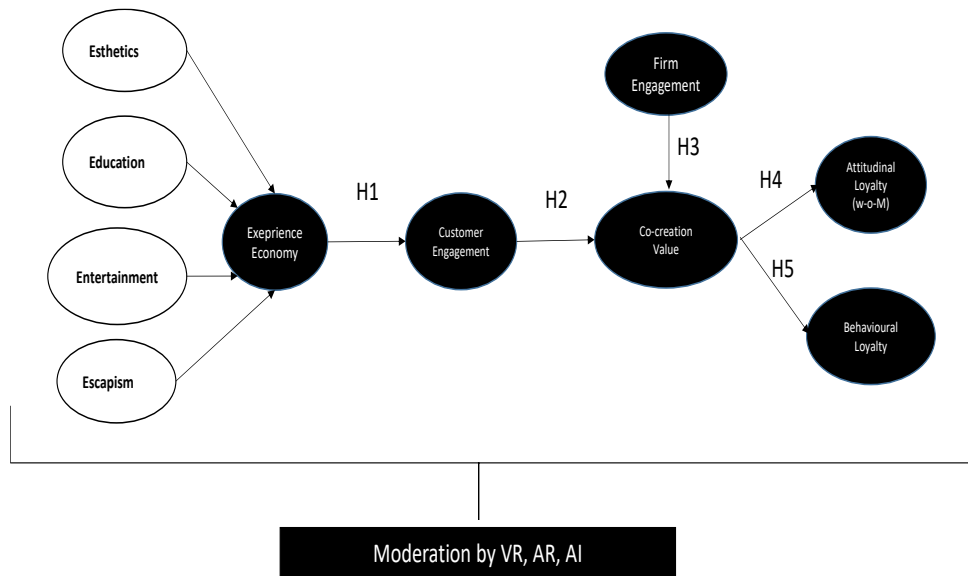 Esthetics
Education
Entertainment
Escapism
Exeprience
Economy
H1
Customer
Engagement
H2
Firm
Engagement
H3
Co-creation
Value
H4
Attitudinal
Loyalty
(w-o-M)
H5
Behavioural
Loyalty
Moderation by VR, AR, AI